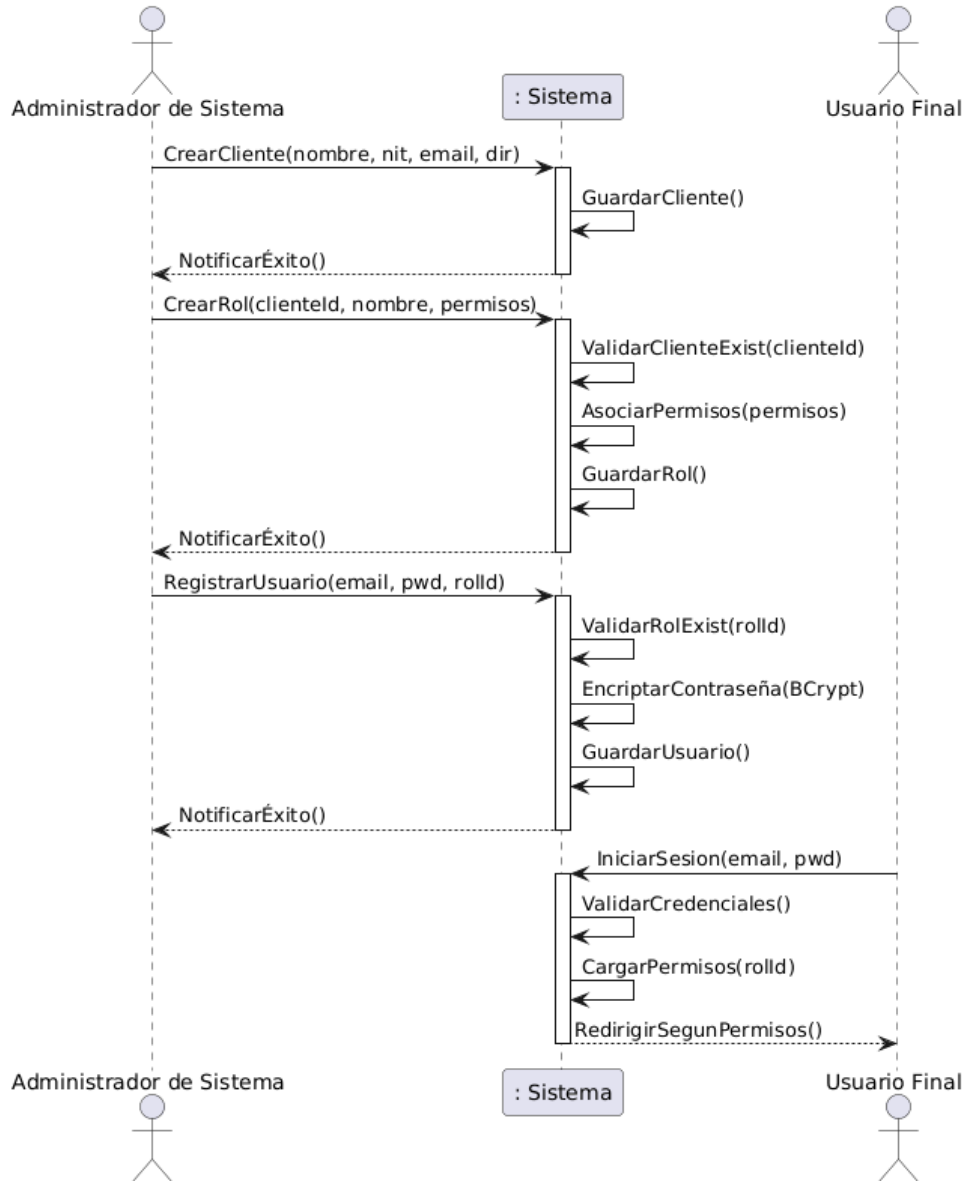 Administrador de Sistema
: Sistema
Usuario Final
CrearCliente(nombre, nit, email, dir)
GuardarCliente()
NotificarÉxito()
CrearRol(clienteId, nombre, permisos)
ValidarClienteExist(clienteId)
AsociarPermisos(permisos)
GuardarRol()
NotificarÉxito()
RegistrarUsuario(email, pwd, rolId)
ValidarRolExist(rolId)
EncriptarContraseña(BCrypt)
GuardarUsuario()
NotificarÉxito()
IniciarSesion(email, pwd)
ValidarCredenciales()
CargarPermisos(rolId)
RedirigirSegunPermisos()
Administrador de Sistema
: Sistema
Usuario Final